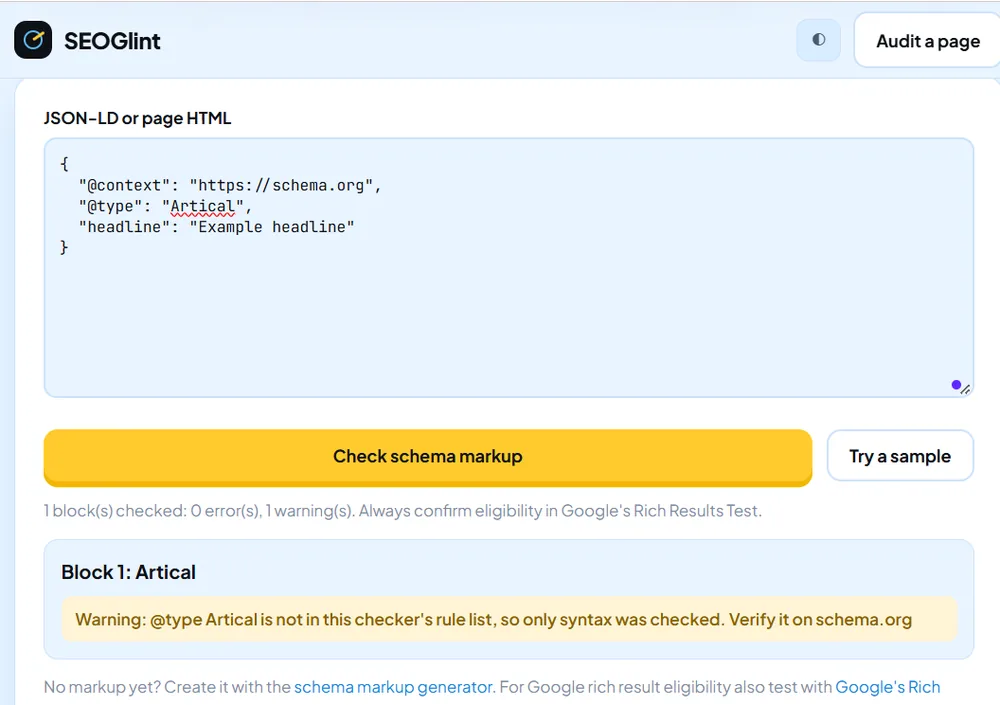 SEOGlint
Audit a page
JSON-LD or page HTML
{
"@context": "https://schema.org",
"@type": "Artical",
"headline": "Example headline"
}
Check schema markup
Try a sample
1 block(s) checked: 0 error(s), 1 warning(s). Always confirm eligibility in Google's Rich Results Test.
Block 1: Artical
Warning: @type Artical is not in this checker's rule list, so only syntax was checked. Verify it on schema.org
No markup yet? Create it with the schema markup generator. For Google rich result eligibility also test with Google's Rich